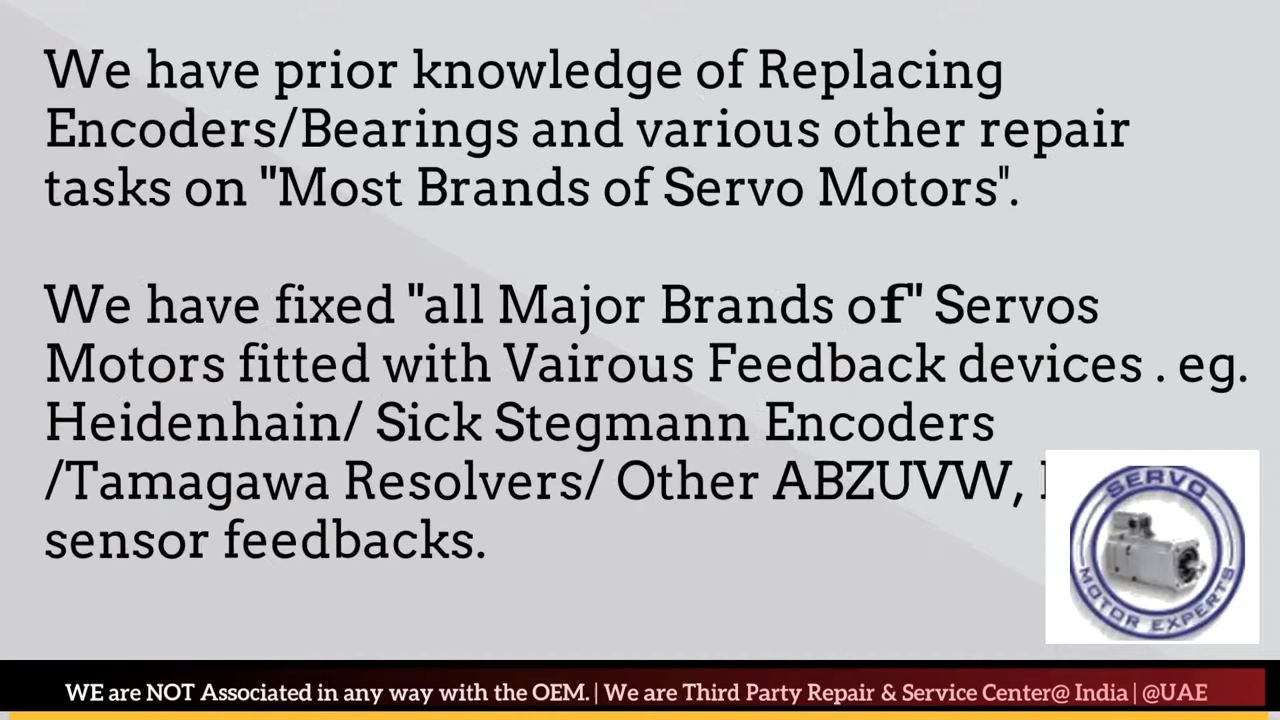 We have prior knowledge of Replacing
Encoders/Bearings and various other repair
tasks on "Most Brands of Servo Motors".
We have fixed "all Major Brands of" Servos
Motors fitted with Vairous Feedback devices . eg.
Heidenhain/ Sick Stegmann Encoders
/Tamagawa Resolvers/ Other ABZUVW,
sensor feedbacks.
SERVO
MOTOR EXPERTS
WE are NOT Associated in any way with the OEM. | We are Third Party Repair & Service Center@ India | @UAE